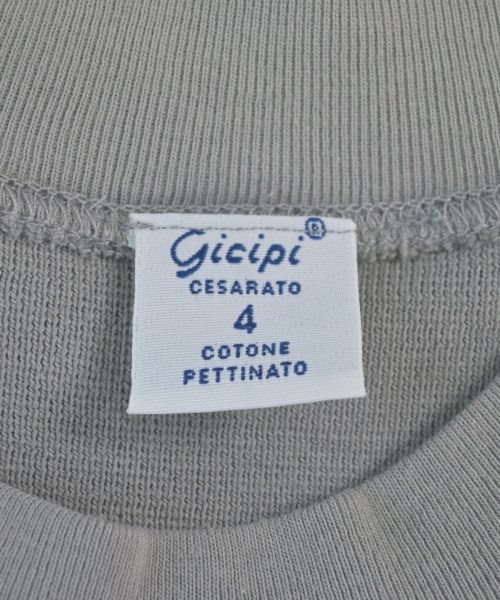 Gicipi®
CESARATO
4
COTONE
PETTINATO